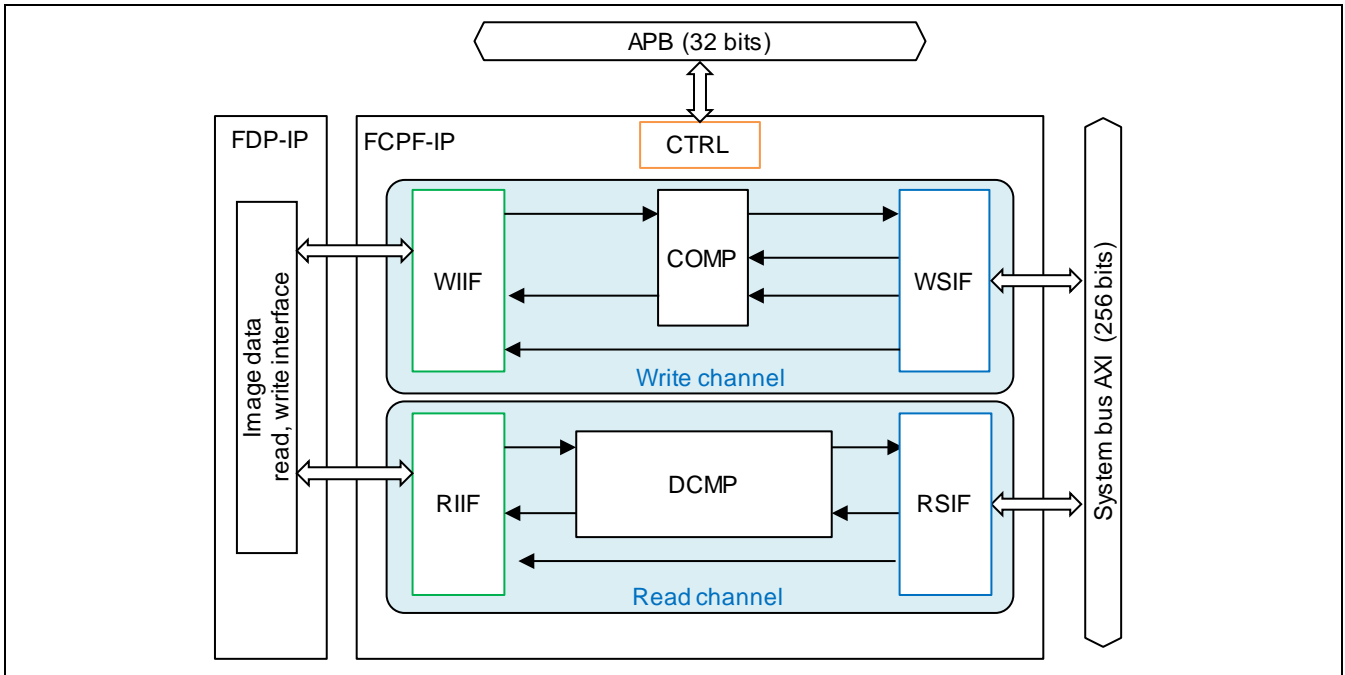 APB (32 bits)
FDP-IP
FCPF-IP
CTRL
Image data
read, write interface
WIIF
COMP
WSIF
Write channel
RIIF
DCMP
RSIF
Read channel
System bus AXI (256 bits)